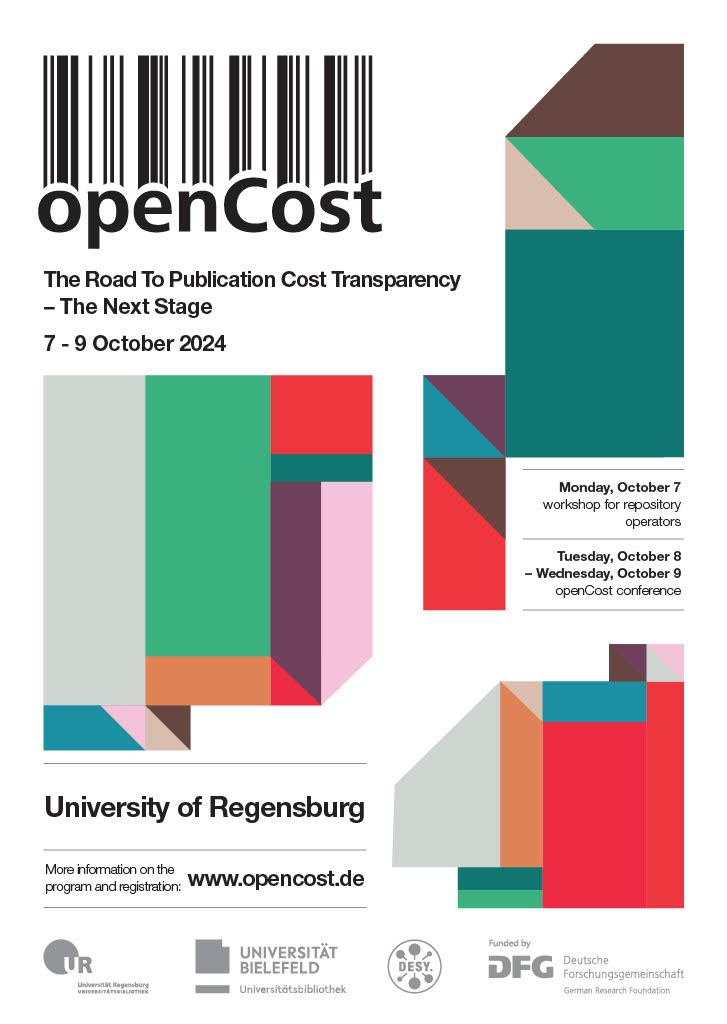 openCost
The Road To Publication Cost Transparency
– The Next Stage
7 - 9 October 2024
Monday, October 7
workshop for repository
operators
Tuesday, October 8
– Wednesday, October 9
openCost conference
University of Regensburg
More information on the
program and registration:
www.opencost.de
UR
Universität Regensburg
UNIVERSITÄTSBIBLIOTHEK
UNIVERSITÄT
BIELEFELD
Universitätsbibliothek
DESY.
Funded by
DFG
Deutsche
Forschungsgemeinschaft
German Research Foundation